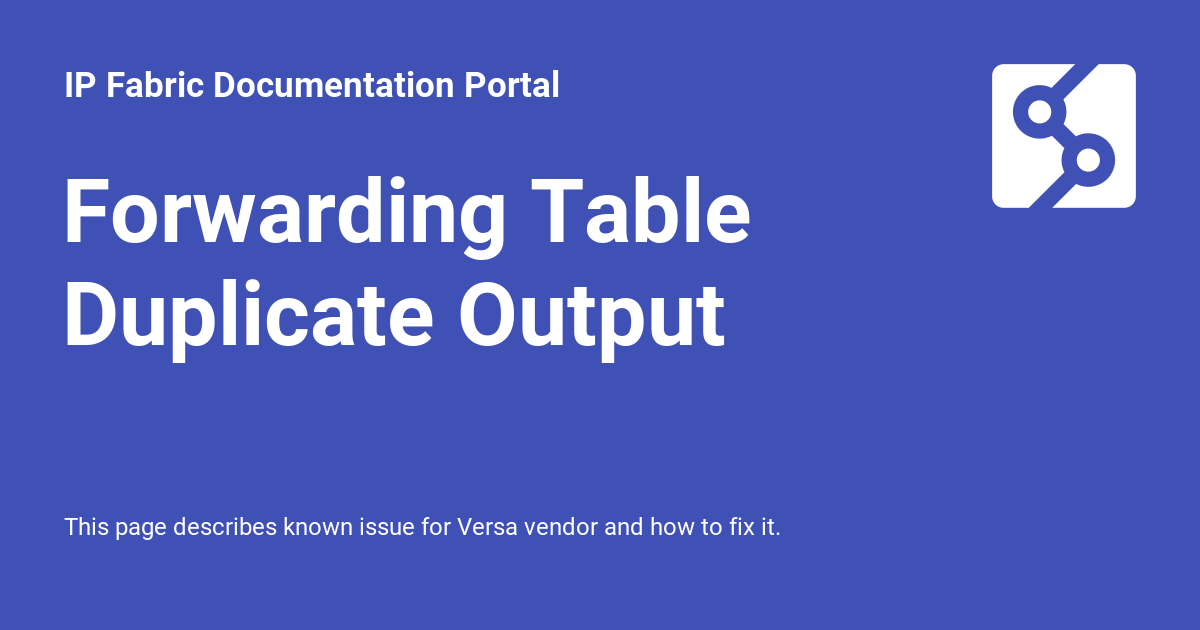 IP Fabric Documentation Portal
Forwarding Table
Duplicate Output
This page describes known issue for Versa vendor and how to fix it.